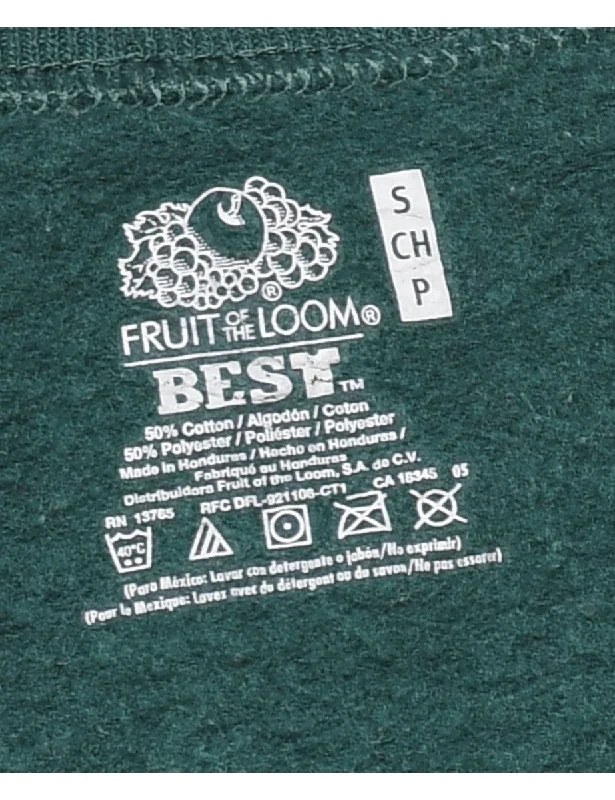 S
CH
P
FRUIT OF THE LOOM®
BEST™
50% Cotton / Algodón / Coton
50% Polyester / Poliéster / Polyester
Made in Honduras / Hecho en Honduras /
Fabriqué au Honduras
Distribuidora Fruit of the Loom, S.A. de C.V.
RN 13765 RFC DFL-921106-CT1 CA 16345 05
40°C
(Para México: Lavar con detergente o jabón/No exprimir)
(Pour le Mexique: Lavez avec du détergent ou du savon/Ne pas essorer)